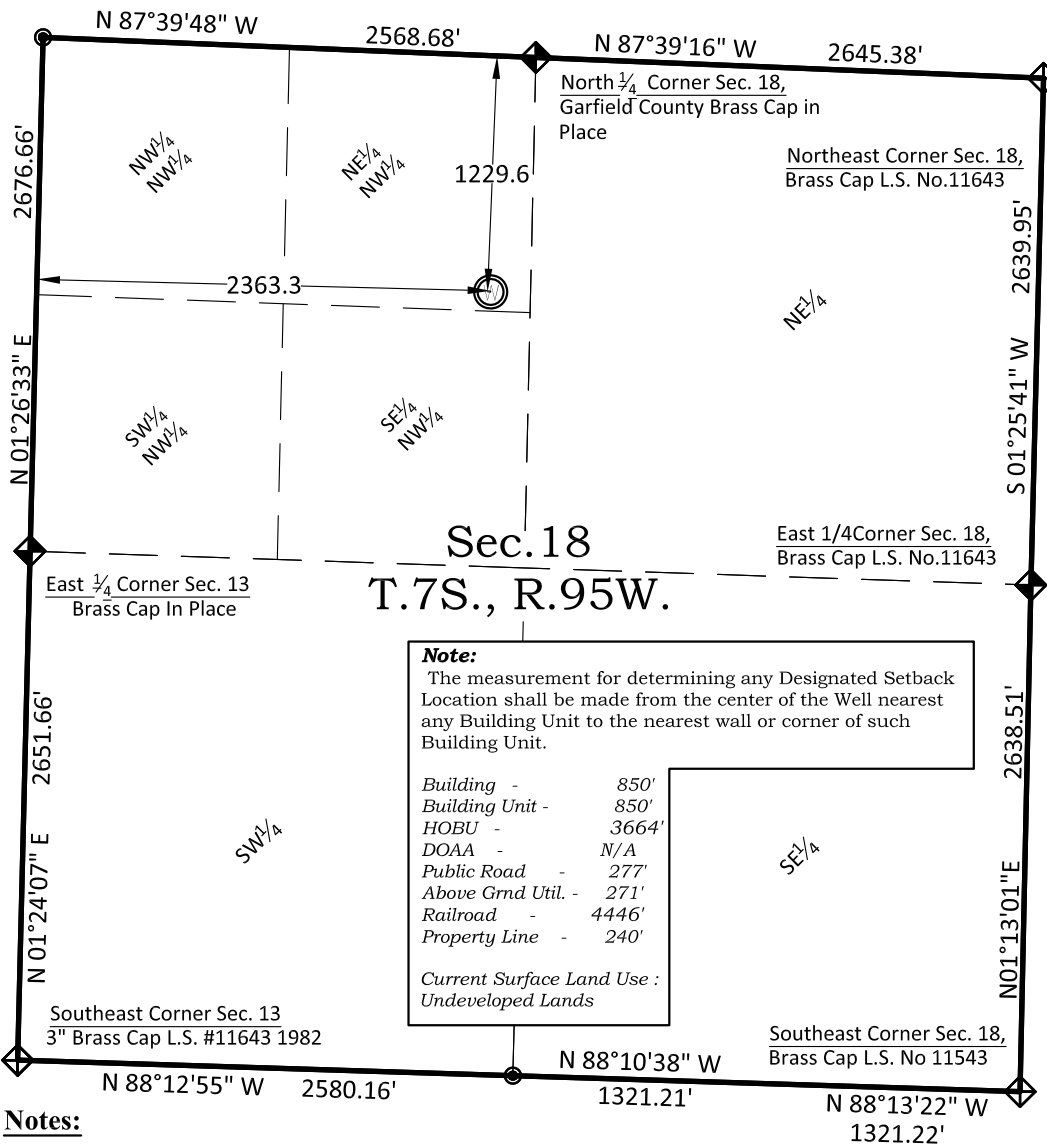 N 87°39'48" W 2568.68'
N 87°39'16" W 2645.38'
North 1/4 Corner Sec. 18,
Garfield County Brass Cap in
Place
Northeast Corner Sec. 18,
Brass Cap L.S. No.11643
2676.66'
NW1/4
NW1/4
NE1/4
NW1/4
1229.6
2639.95'
2363.3
W
NE1/4
N 01°26'33" E
SW1/4
NW1/4
SE1/4
NW1/4
S 01°25'41" W
Sec.18
T.7S., R.95W.
East 1/4Corner Sec. 18,
Brass Cap L.S. No.11643
East 1/4 Corner Sec. 13
Brass Cap In Place
Note:
The measurement for determining any Designated Setback
Location shall be made from the center of the Well nearest
any Building Unit to the nearest wall or corner of such
Building Unit.
Building - 850'
Building Unit - 850'
HOBU - 3664'
DOAA - N/A
Public Road - 277'
Above Grnd Util. - 271'
Railroad - 4446'
Property Line - 240'
Current Surface Land Use :
Undeveloped Lands
2651.66'
2638.51'
SW1/4
SE1/4
N 01°24'07" E
N01°13'01"E
Southeast Corner Sec. 13
3" Brass Cap L.S. #11643 1982
Southeast Corner Sec. 18,
Brass Cap L.S. No 11543
N 88°12'55" W 2580.16'
N 88°10'38" W
1321.21'
N 88°13'22" W
1321.22'
Notes: